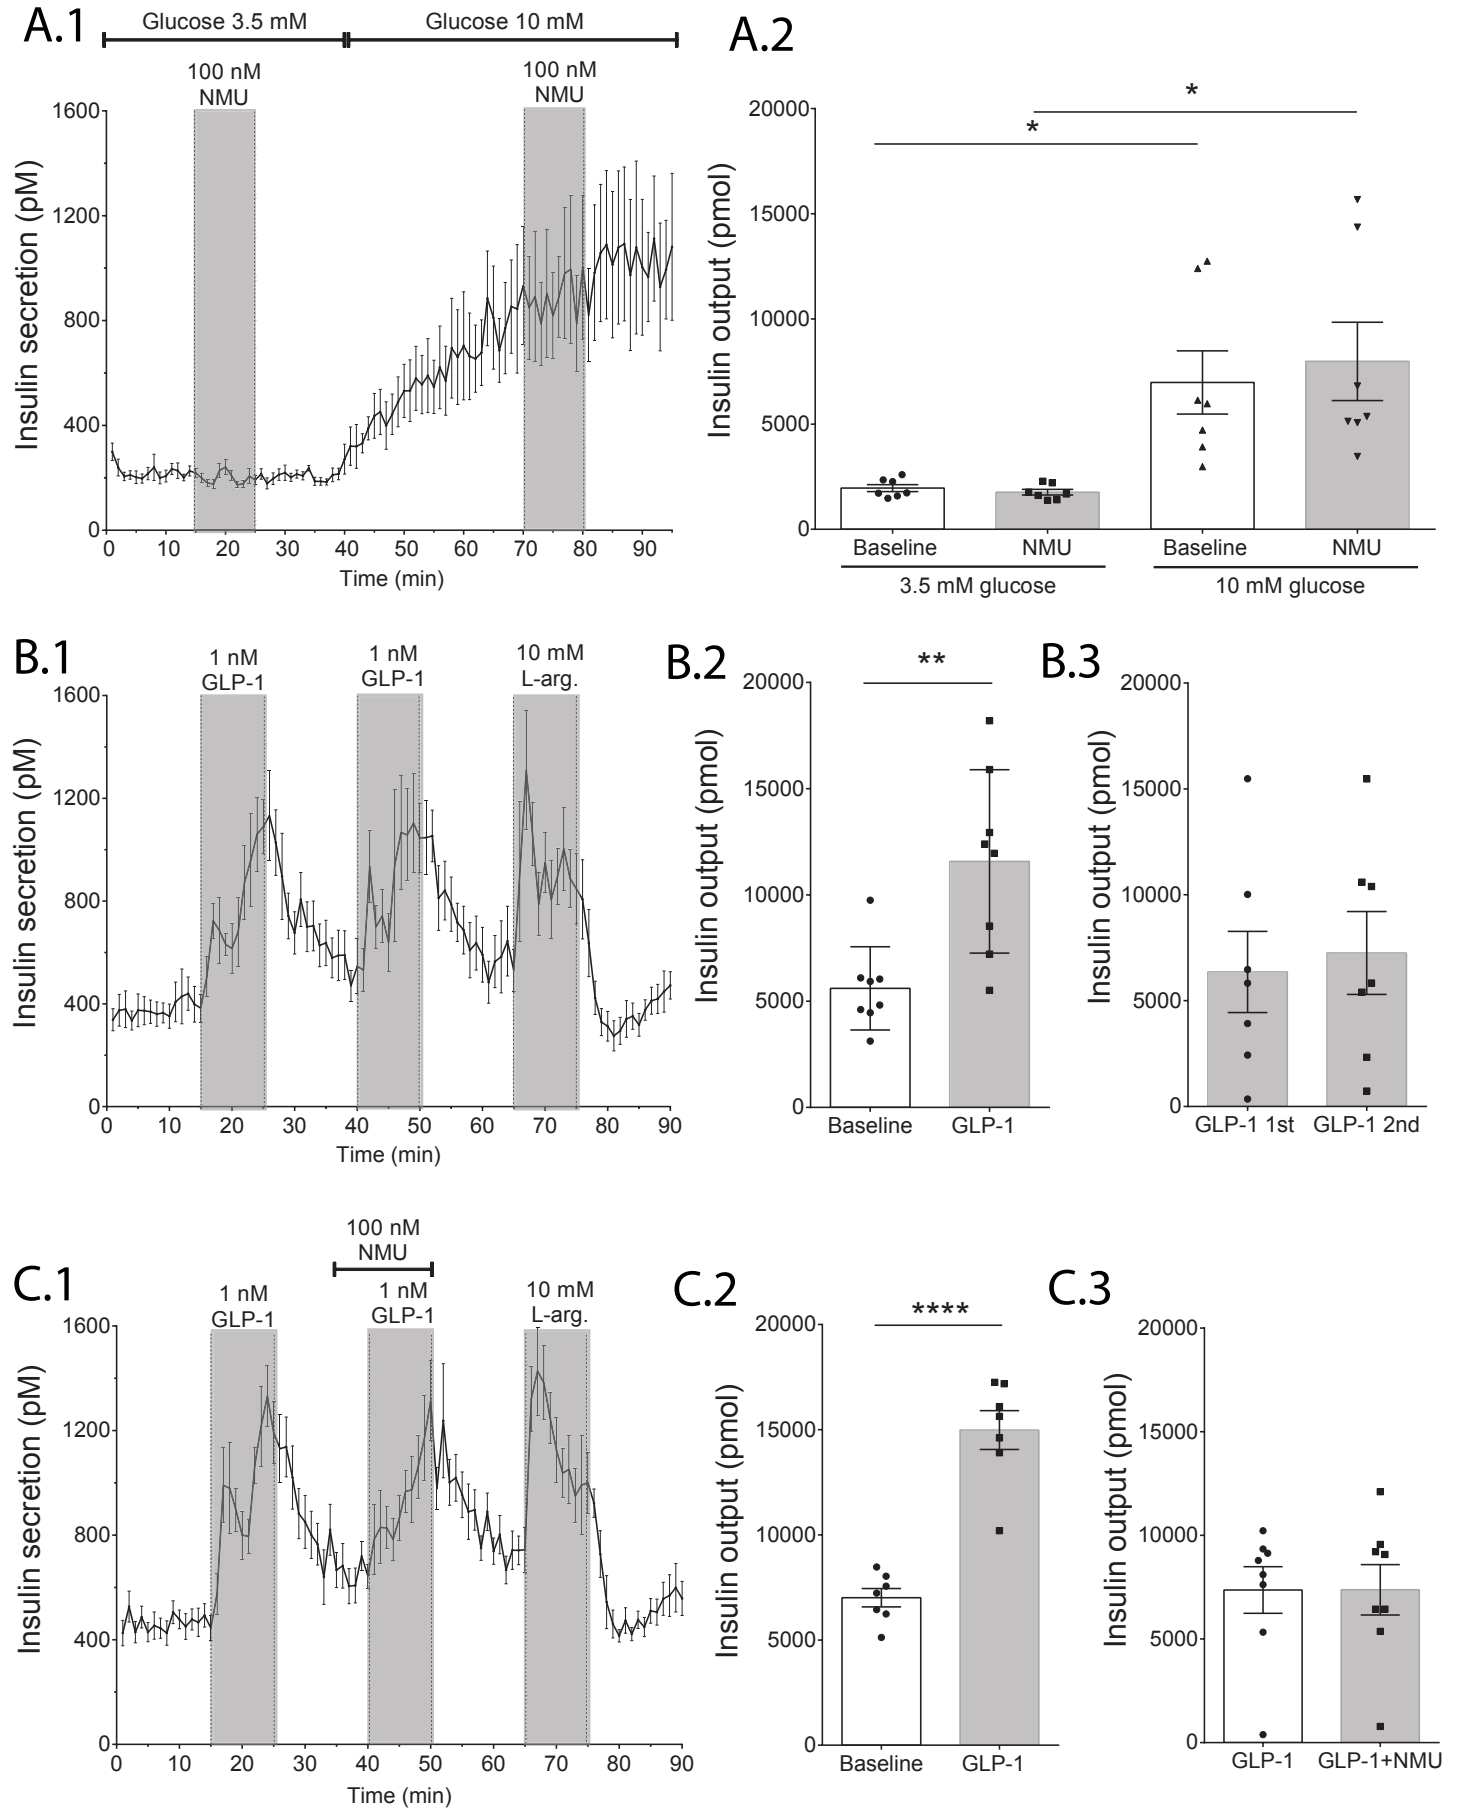 A.1
Glucose 3.5 mM
Glucose 10 mM
100 nM
NMU
100 nM
NMU
Insulin secretion (pM)
1600
1200
800
400
0
0 10 20 30 40 50 60 70 80 90
Time (min)
A.2
*
*
Insulin output (pmol)
20000
15000
10000
5000
0
Baseline NMU Baseline NMU
3.5 mM glucose 10 mM glucose
B.1
1 nM
GLP-1
1 nM
GLP-1
10 mM
L-arg.
Insulin secretion (pM)
1600
1200
800
400
0
0 10 20 30 40 50 60 70 80 90
Time (min)
B.2
**
Insulin output (pmol)
20000
15000
10000
5000
0
Baseline GLP-1
B.3
Insulin output (pmol)
20000
15000
10000
5000
0
GLP-1 1st GLP-1 2nd
C.1
100 nM
NMU
1 nM
GLP-1
1 nM
GLP-1
10 mM
L-arg.
Insulin secretion (pM)
1600
1200
800
400
0
0 10 20 30 40 50 60 70 80 90
Time (min)
C.2
****
Insulin output (pmol)
20000
15000
10000
5000
0
Baseline GLP-1
C.3
Insulin output (pmol)
20000
15000
10000
5000
0
GLP-1 GLP-1+NMU